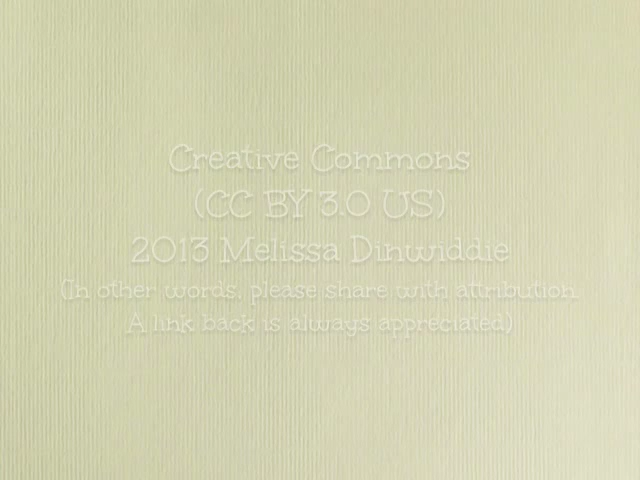 Creative Commons
(CC BY 3.0 US)
2013 Melissa Dinwiddie
(In other words, please share with attribution.
A link back is always appreciated)